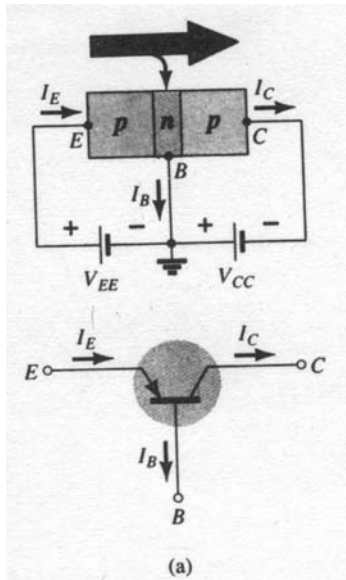 I_E I_C
p n p
E C
B
I_B
+ − + −
V_EE V_CC
I_E I_C
E C
I_B
B
(a)